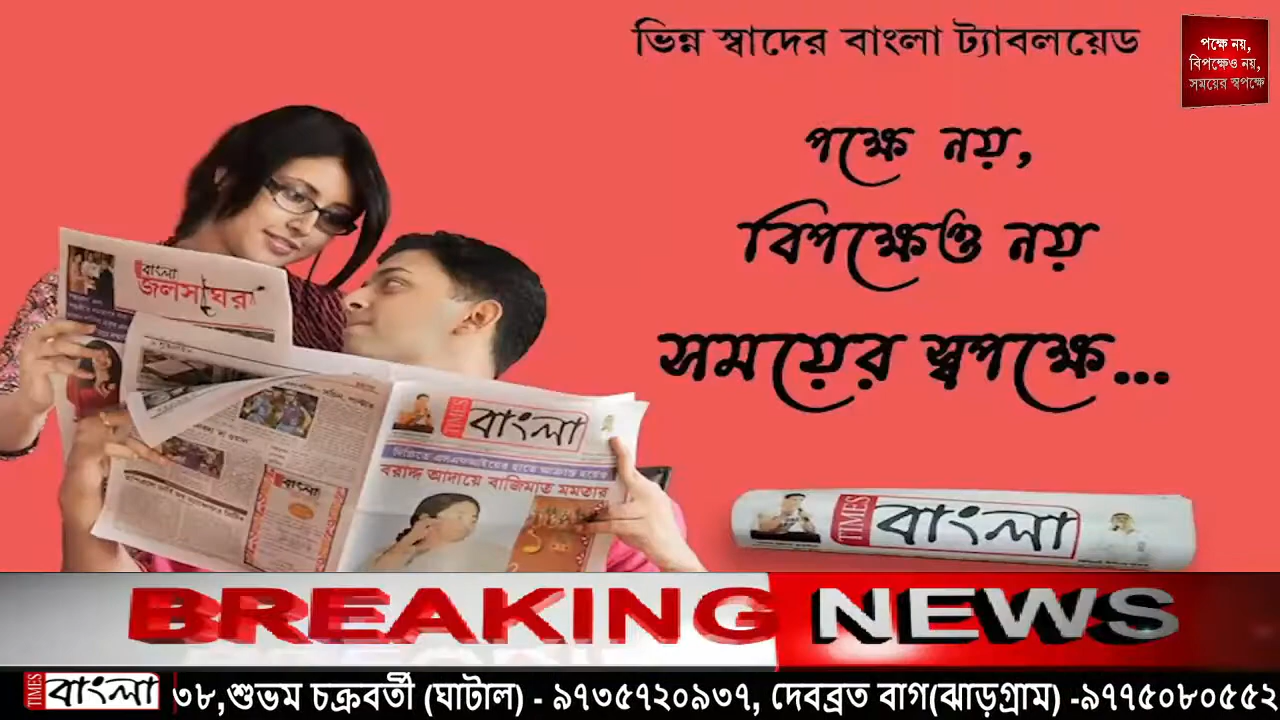 ভিন্ন স্বাদের বাংলা ট্যাবলয়েড
পক্ষে নয়,
বিপক্ষেও নয়,
সময়ের স্বপক্ষে
পক্ষে নয়,
বিপক্ষেও নয়
সময়ের স্বপক্ষে...
বাংলা
জলসাঘর
TIMES বাংলা
বরাদ্দ আদায়ে বাজিমাত মমতার
বাংলা
TIMES বাংলা
BREAKING NEWS
TIMES বাংলা ৩৮,শুভম চক্রবর্তী (ঘাটাল) - ৯৭৩৫৭২০৯৩৭, দেবব্রত বাগ(ঝাড়গ্রাম) -৯৭৭৫০৮০৫৫২